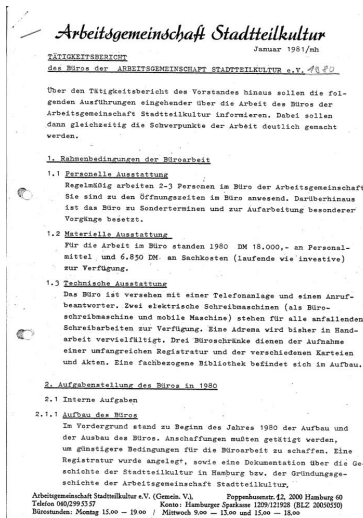 Arbeitsgemeinschaft Stadtteilkultur
Januar 1981/mh
TÄTIGKEITSBERICHT
des Büros der ARBEITSGEMEINSCHAFT STADTTEILKULTUR e.V. 1980
Über den Tätigkeitsbericht des Vorstandes hinaus sollen die fol-
genden Ausführungen eingehender über die Arbeit des Büros der
Arbeitsgemeinschaft Stadtteilkultur informieren. Dabei sollen
dann gleichzeitig die Schwerpunkte der Arbeit deutlich gemacht
werden.
1. Rahmenbedingungen der Büroarbeit
1.1 Personelle Ausstattung
Regelmäßig arbeiten 2-3 Personen im Büro der Arbeitsgemeinschaft
Sie sind zu den Öffnungszeiten im Büro anwesend. Darüberhinaus
ist das Büro zu Sonderterminen und zur Aufarbeitung besonderer
Vorgänge besetzt.
1.2 Materielle Ausstattung
Für die Arbeit im Büro standen 1980 DM 18.000,- an Personal-
mittel und 6.850 DM an Sachkosten (laufende wie investive)
zur Verfügung.
1.3 Technische Ausstattung
Das Büro ist versehen mit einer Telefonanlage und einem Anruf-
beantworter. Zwei elektrische Schreibmaschinen (als Büro-
schreibmaschine und mobile Maschine) stehen für alle anfallenden
Schreibarbeiten zur Verfügung. Eine Adrema wird bisher in Hand-
arbeit vervielfältigt. Drei Büroschränke dienen der Aufnahme
einer umfangreichen Registratur und der verschiedenen Karteien
und Akten. Eine fachbezogene Bibliothek befindet sich im Aufbau.
2. Aufgabenstellung des Büros in 1980
2.1 Interne Aufgaben
2.1.1 Aufbau des Büros
Im Vordergrund stand zu Beginn des Jahres 1980 der Aufbau und
der Ausbau des Büros. Anschaffungen mußten getätigt werden,
um günstigere Bedingungen für die Büroarbeit zu schaffen. Eine
Registratur wurde angelegt, sowie eine Dokumentation über die Ge-
schichte der Stadtteilkultur in Hamburg bzw. der Gründungsge-
schichte der Arbeitsgemeinschaft Stadtteilkultur.
Arbeitsgemeinschaft Stadtteilkultur e.V. (Gemein. V.), Poppenhusenstr. 12, 2000 Hamburg 60
Telefon 040/299 53 57 Konto: Hamburger Sparkasse 1209/121928 (BLZ 20050550)
Bürostunden: Montag 15.00 — 19.00 / Mittwoch 9.00 — 13.00 und 15.00 — 18.00